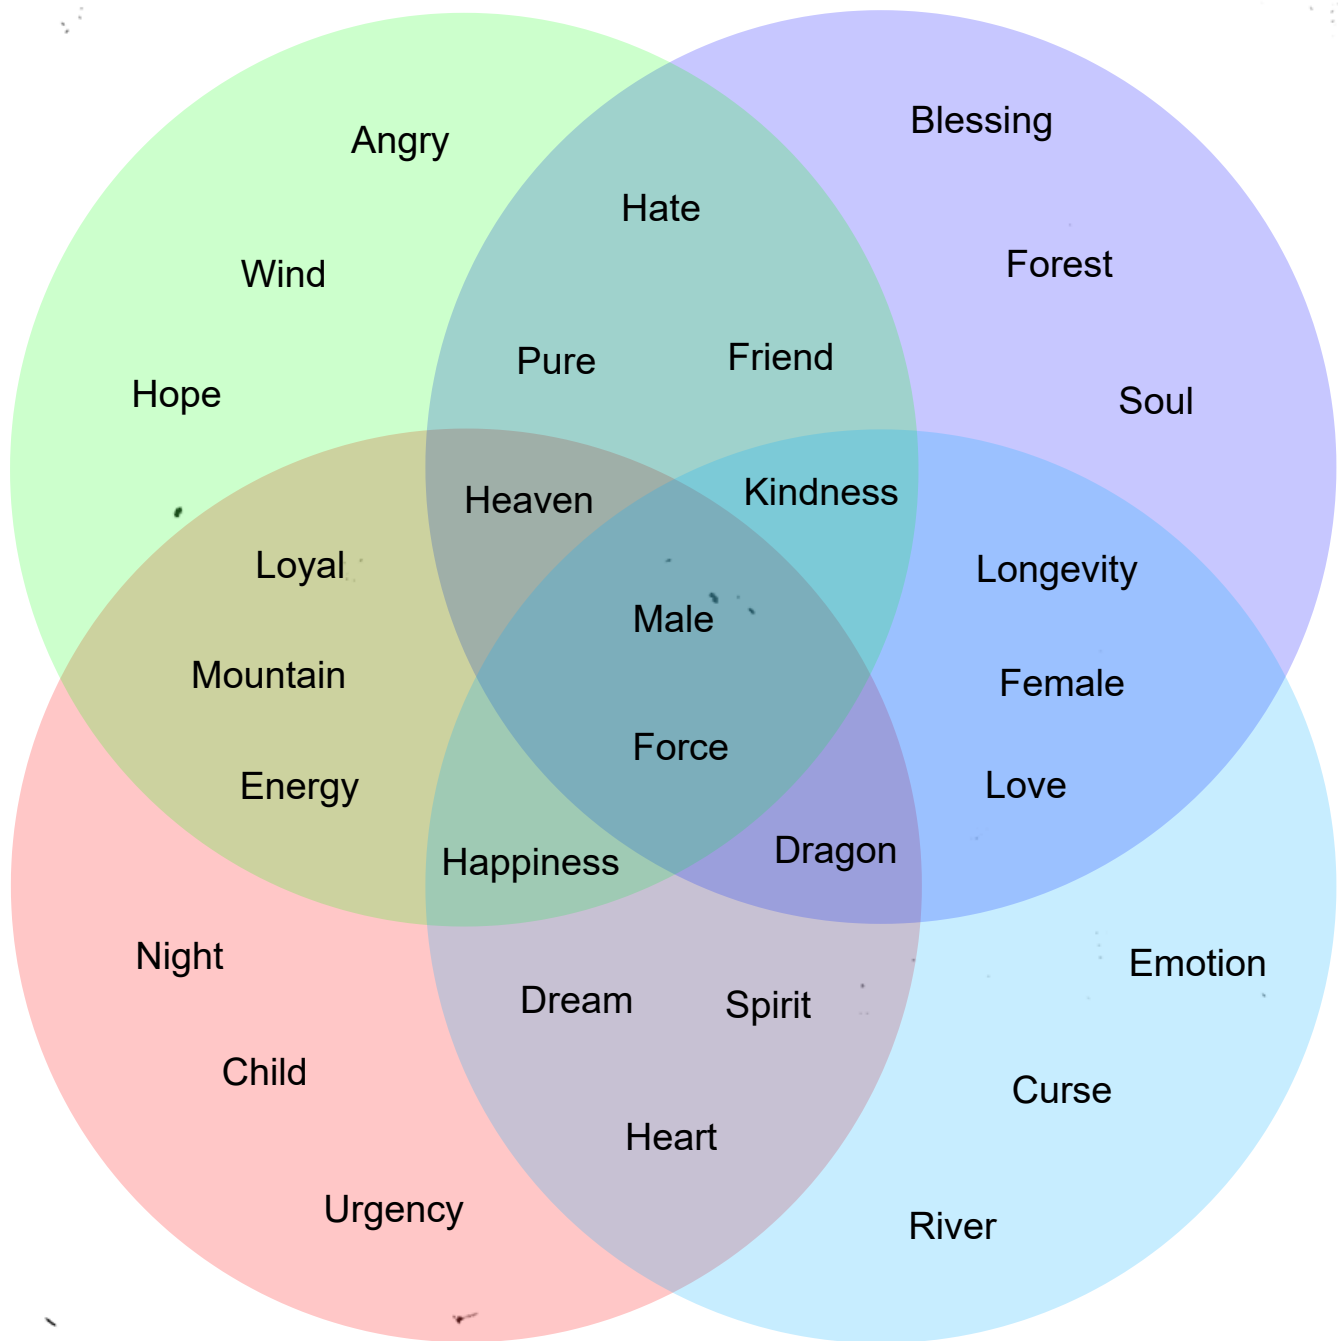 Blessing
Angry
Hate
Forest
Wind
Pure
Friend
Hope
Soul
Heaven
Kindness
Loyal
Longevity
Male
Mountain
Female
Force
Energy
Love
Happiness
Dragon
Night
Emotion
Dream
Spirit
Child
Curse
Heart
Urgency
River